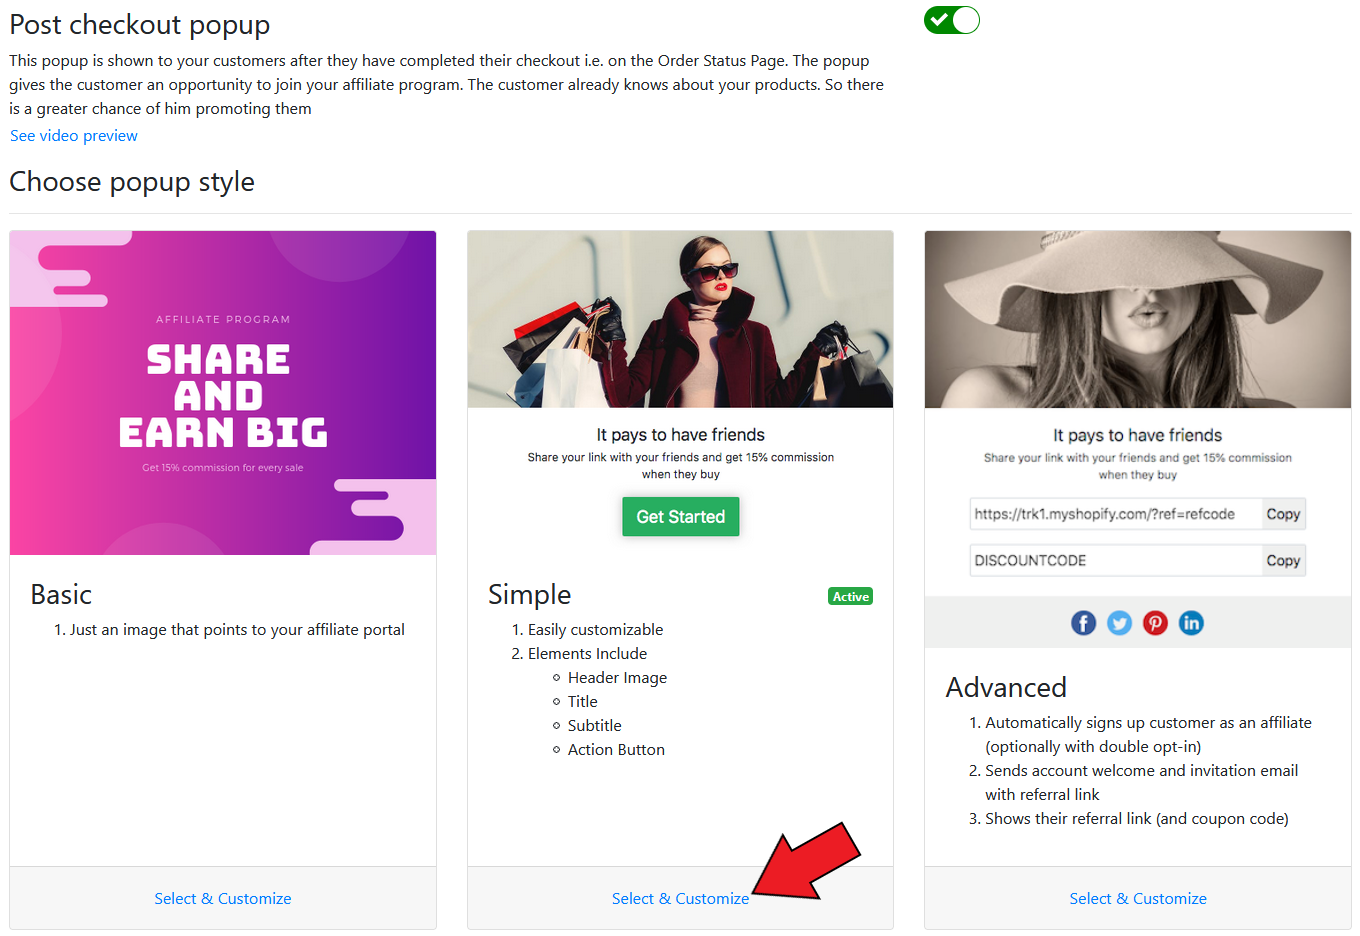 Post checkout popup
This popup is shown to your customers after they have completed their checkout i.e. on the Order Status Page. The popup
gives the customer an opportunity to join your affiliate program. The customer already knows about your products. So there
is a greater chance of him promoting them
See video preview
Choose popup style
AFFILIATE PROGRAM
SHARE
AND
EARN BIG
Get 15% commission for every sale
Basic
1. Just an image that points to your affiliate portal
Select & Customize
It pays to have friends
Share your link with your friends and get 15% commission
when they buy
Get Started
Simple
Active
1. Easily customizable
2. Elements Include
Header Image
Title
Subtitle
Action Button
Select & Customize
It pays to have friends
Share your link with your friends and get 15% commission
when they buy
https://trk1.myshopify.com/?ref=refcode Copy
DISCOUNTCODE Copy
Advanced
1. Automatically signs up customer as an affiliate
(optionally with double opt-in)
2. Sends account welcome and invitation email
with referral link
3. Shows their referral link (and coupon code)
Select & Customize